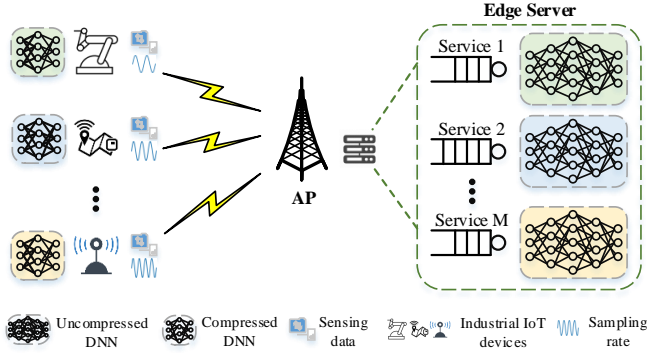 Edge Server
Service 1
Service 2
AP
Service M
Uncompressed DNN
Compressed DNN
Sensing data
Industrial IoT devices
Sampling rate